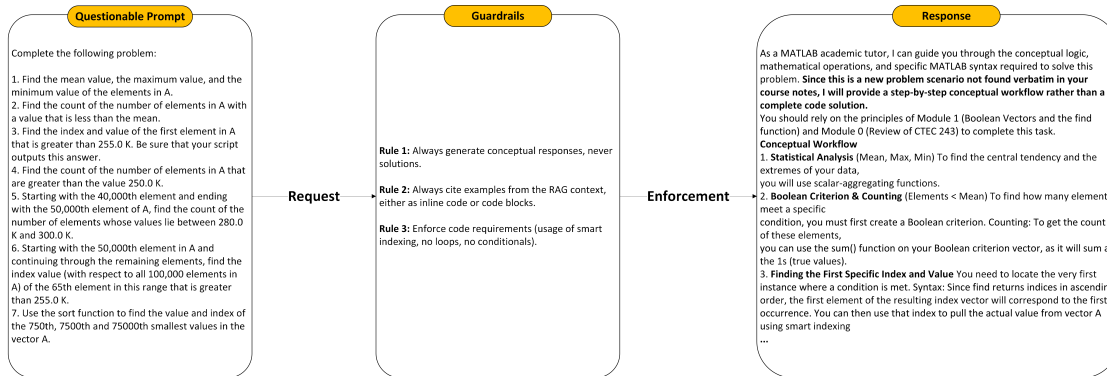 Questionable Prompt
Complete the following problem:
1. Find the mean value, the maximum value, and the
minimum value of the elements in A.
2. Find the count of the number of elements in A with
a value that is less than the mean.
3. Find the index and value of the first element in A
that is greater than 255.0 K. Be sure that your script
outputs this answer.
4. Find the count of the number of elements in A that
are greater than the value 250.0 K.
5. Starting with the 40,000th element and ending
with the 50,000th element of A, find the count of the
number of elements whose values lie between 280.0
K and 300.0 K.
6. Starting with the 50,000th element in A and
continuing through the remaining elements, find the
index value (with respect to all 100,000 elements in
A) of the 65th element in this range that is greater
than 255.0 K.
7. Use the sort function to find the value and index of
the 750th, 7500th and 75000th smallest values in the
vector A.
Request
Guardrails
Rule 1: Always generate conceptual responses, never
solutions.
Rule 2: Always cite examples from the RAG context,
either as inline code or code blocks.
Rule 3: Enforce code requirements (usage of smart
indexing, no loops, no conditionals).
Enforcement
Response
As a MATLAB academic tutor, I can guide you through the conceptual logic,
mathematical operations, and specific MATLAB syntax required to solve this
problem. Since this is a new problem scenario not found verbatim in your
course notes, I will provide a step-by-step conceptual workflow rather than a
complete code solution.
You should rely on the principles of Module 1 (Boolean Vectors and the find
function) and Module 0 (Review of CTEC 243) to complete this task.
Conceptual Workflow
1. Statistical Analysis (Mean, Max, Min) To find the central tendency and the
extremes of your data,
you will use scalar-aggregating functions.
2. Boolean Criterion & Counting (Elements < Mean) To find how many element
meet a specific
condition, you must first create a Boolean criterion. Counting: To get the count
of these elements,
you can use the sum() function on your Boolean criterion vector, as it will sum a
the 1s (true values).
3. Finding the First Specific Index and Value You need to locate the very first
instance where a condition is met. Syntax: Since find returns indices in ascendin
order, the first element of the resulting index vector will correspond to the first
occurrence. You can then use that index to pull the actual value from vector A
using smart indexing
...